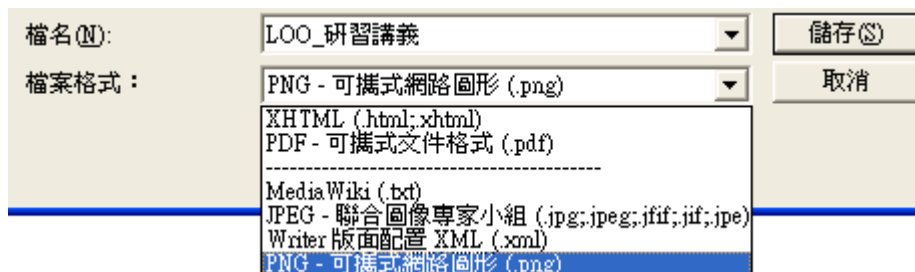 檔名(N): LOO_研習講義 儲存(S)
檔案格式： PNG - 可攜式網路圖形 (.png) 取消
XHTML (.html;.xhtml)
PDF - 可攜式文件格式 (.pdf)
----------------------------------------
MediaWiki (.txt)
JPEG - 聯合圖像專家小組 (.jpg;.jpeg;.jfif;.jif;.jpe)
Writer 版面配置 XML (.xml)
PNG - 可攜式網路圖形 (.png)